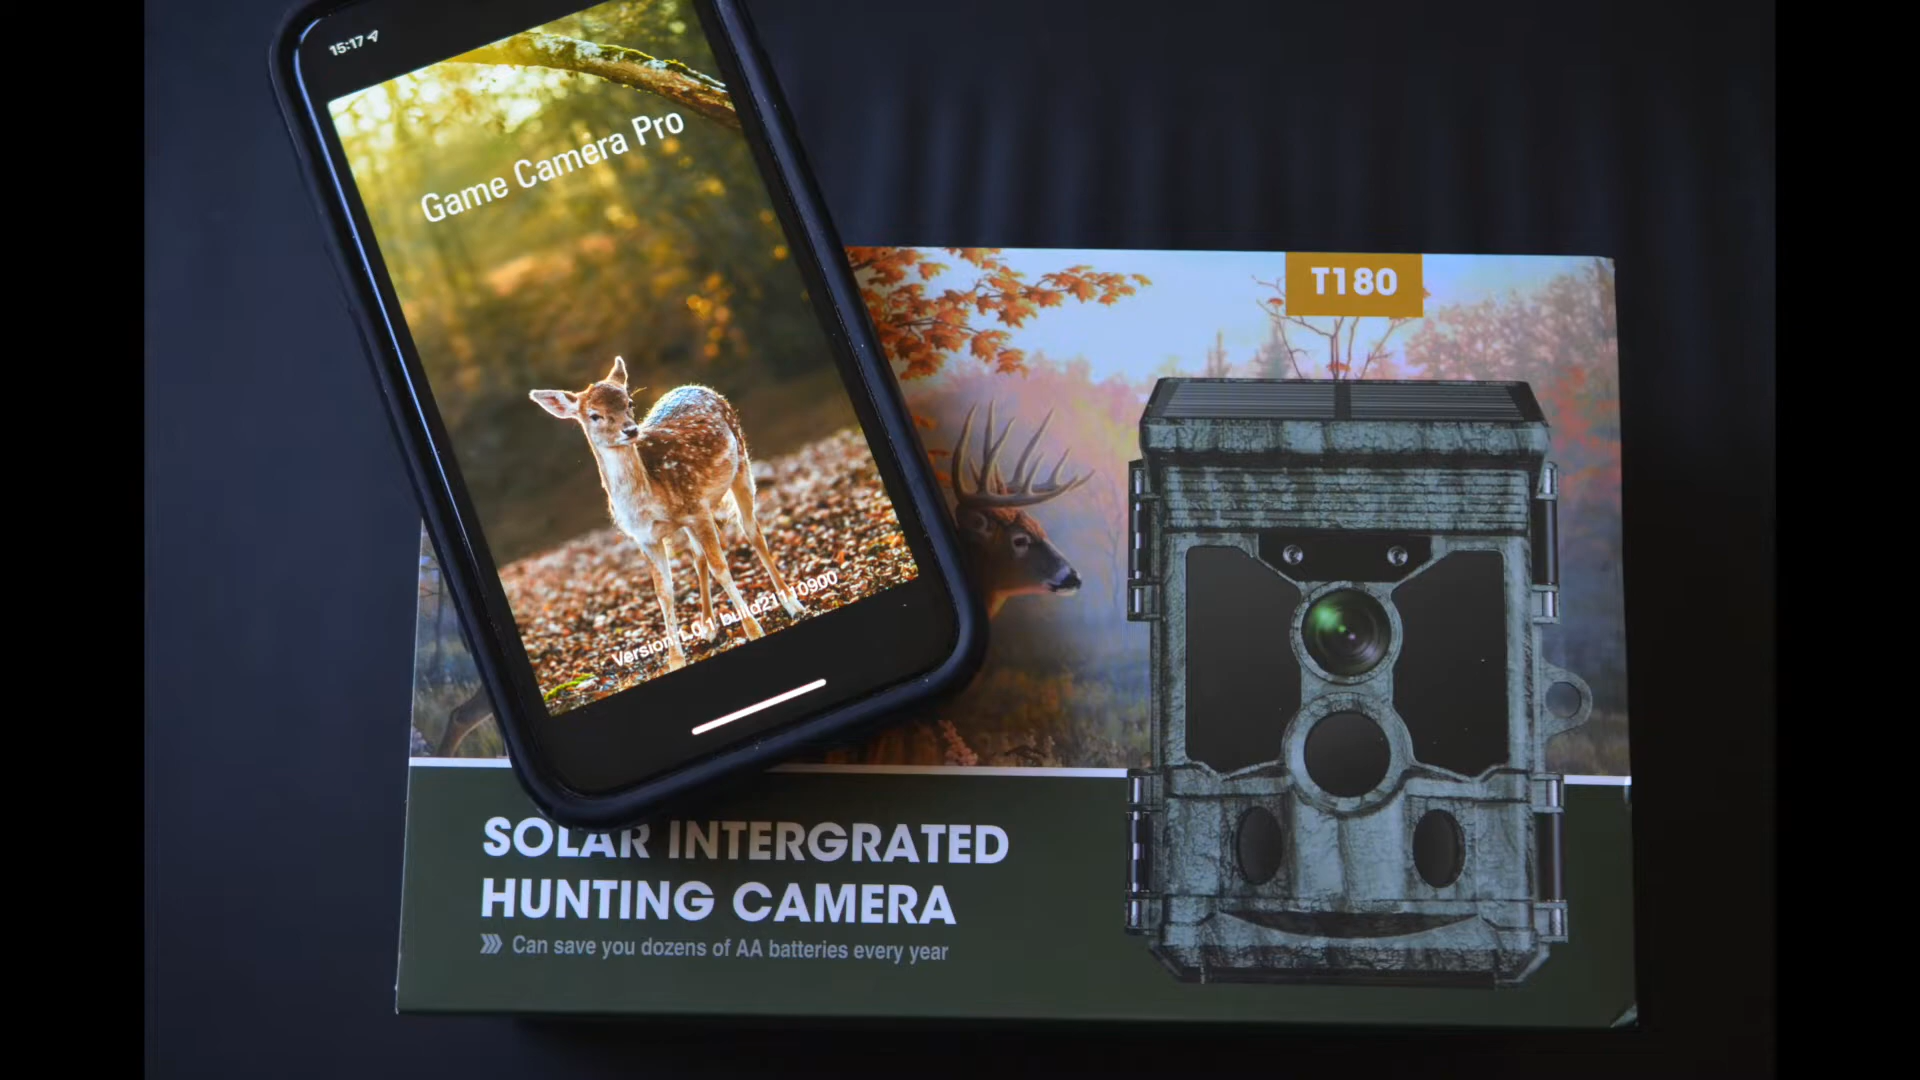 15:17
Game Camera Pro
Version 1.0.1 build21110900
T180
SOLAR INTERGRATED
HUNTING CAMERA
Can save you dozens of AA batteries every year